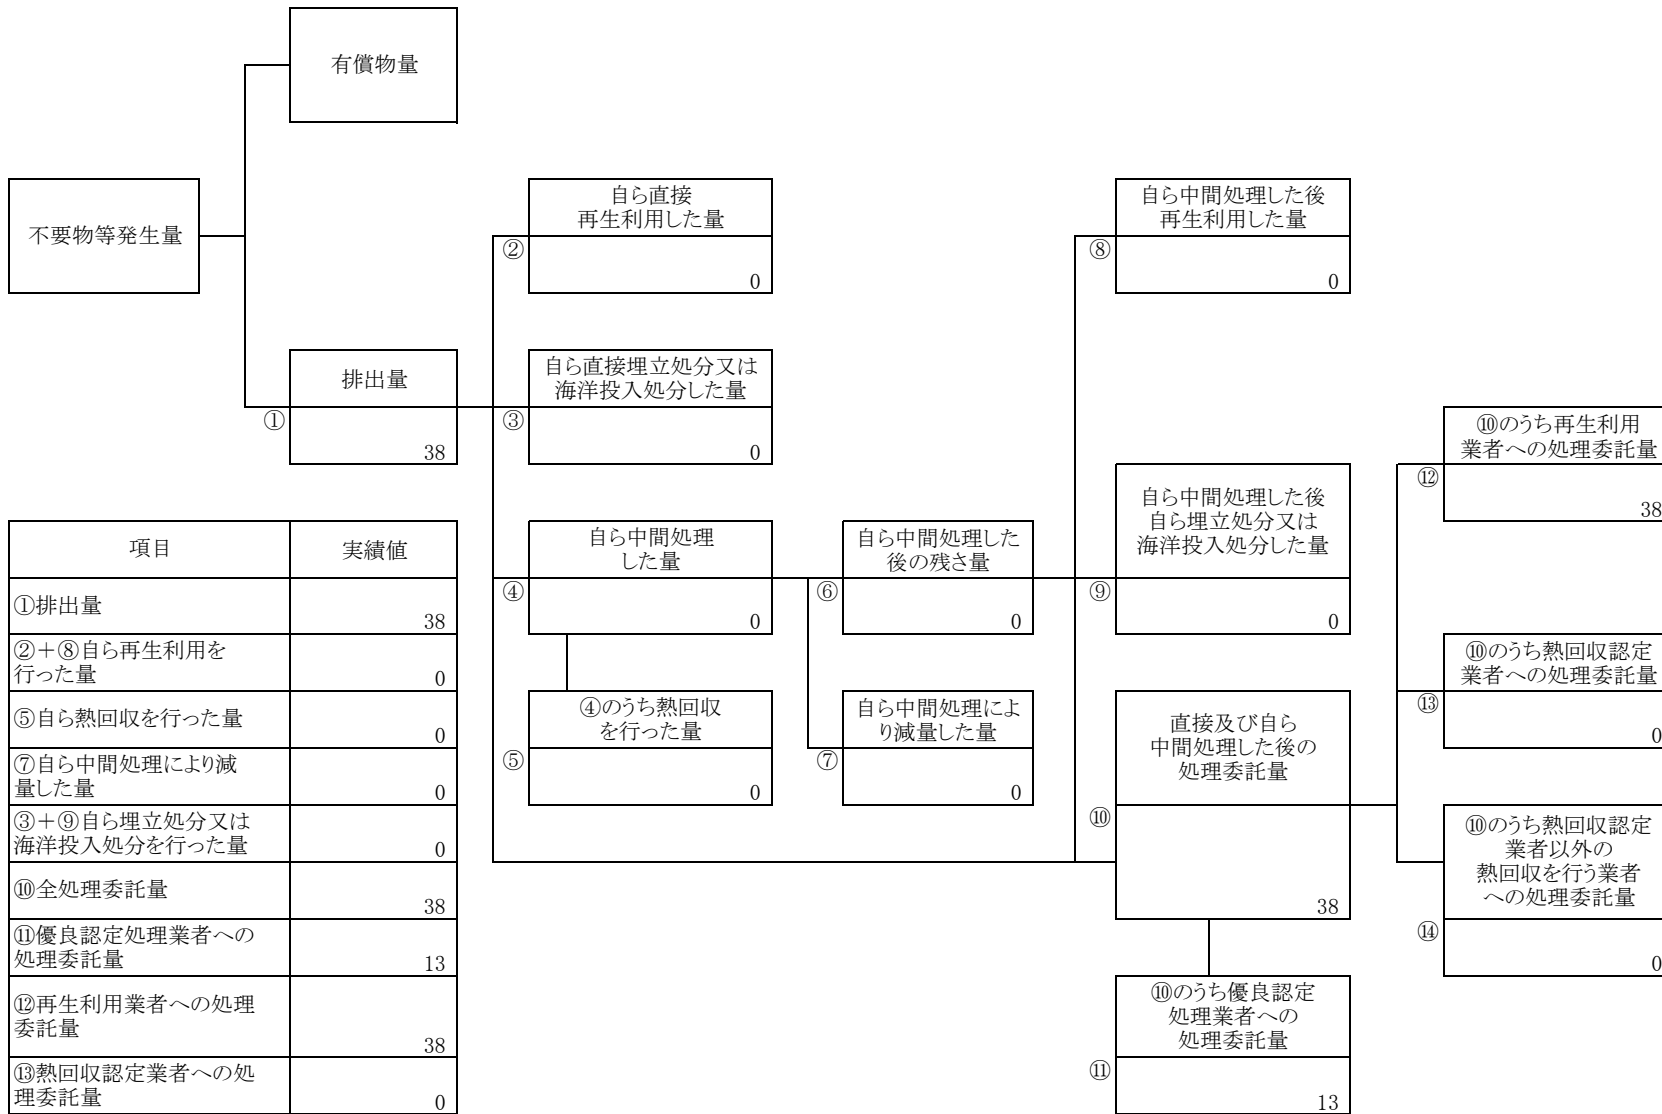 有償物量
不要物等発生量
自ら直接
再生利用した量
②
0
自ら中間処理した後
再生利用した量
⑧
0
排出量
①
38
自ら直接埋立処分又は
海洋投入処分した量
③
0
⑩のうち再生利用
業者への処理委託量
⑫
38
自ら中間処理した後
自ら埋立処分又は
海洋投入処分した量
⑨
0
自ら中間処理
した量
④
0
自ら中間処理した
後の残さ量
⑥
0
⑩のうち熱回収認定
業者への処理委託量
⑬
0
④のうち熱回収
を行った量
⑤
0
自ら中間処理によ
り減量した量
⑦
0
直接及び自ら
中間処理した後の
処理委託量
⑩
38
⑩のうち熱回収認定
業者以外の
熱回収を行う業者
への処理委託量
⑭
0
⑩のうち優良認定
処理業者への
処理委託量
⑪
13
項目 実績値
①排出量 38
②+⑧自ら再生利用を
行った量 0
⑤自ら熱回収を行った量 0
⑦自ら中間処理により減
量した量 0
③+⑨自ら埋立処分又は
海洋投入処分を行った量 0
⑩全処理委託量 38
⑪優良認定処理業者への
処理委託量 13
⑫再生利用業者への処理
委託量 38
⑬熱回収認定業者への処
理委託量 0